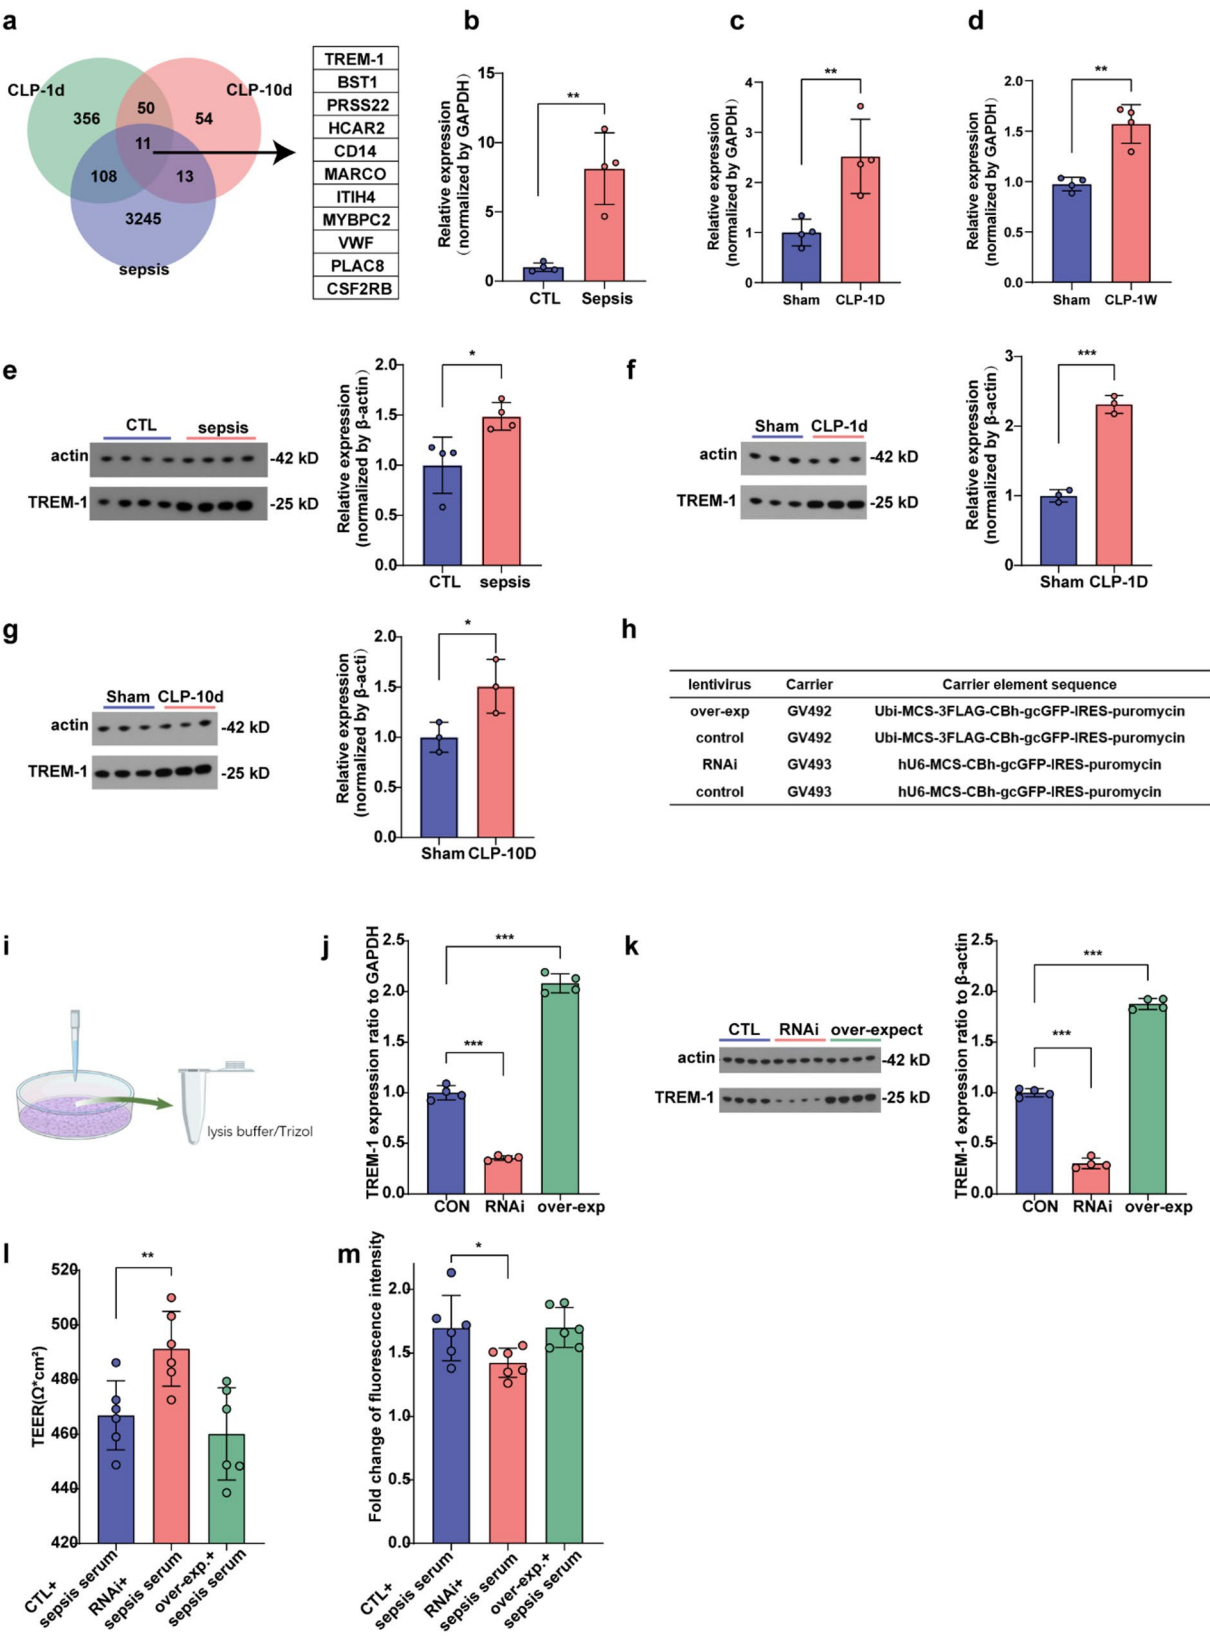 a
CLP-1d
CLP-10d
356
50
54
11
108
13
3245
sepsis
TREM-1
BST1
PRSS22
HCAR2
CD14
MARCO
ITIH4
MYBPC2
VWF
PLAC8
CSF2RB
b
Relative expression
(normalized by GAPDH)
15
10
5
0
**
CTL Sepsis
c
Relative expression
(normalized by GAPDH)
4
3
2
1
0
**
Sham CLP-1D
d
Relative expression
(normalized by GAPDH)
2.0
1.5
1.0
0.5
0.0
**
Sham CLP-1W
e
CTL sepsis
actin -42 kD
TREM-1 -25 kD
Relative expression
(normalized by β-actin)
2.0
1.5
1.0
0.5
0.0
*
CTL sepsis
f
Sham CLP-1d
actin -42 kD
TREM-1 -25 kD
Relative expression
(normalized by β-actin)
3
2
1
0
***
Sham CLP-1D
g
Sham CLP-10d
actin -42 kD
TREM-1 -25 kD
Relative expression
(normalized by β-acti)
2.0
1.5
1.0
0.5
0.0
*
Sham CLP-10D
h
lentivirus Carrier Carrier element sequence
over-exp GV492 Ubi-MCS-3FLAG-CBh-gcGFP-IRES-puromycin
control GV492 Ubi-MCS-3FLAG-CBh-gcGFP-IRES-puromycin
RNAi GV493 hU6-MCS-CBh-gcGFP-IRES-puromycin
control GV493 hU6-MCS-CBh-gcGFP-IRES-puromycin
i
lysis buffer/Trizol
j
TREM-1 expression ratio to GAPDH
2.5
2.0
1.5
1.0
0.5
0.0
***
***
CON RNAi over-exp
k
CTL RNAi over-expect
actin -42 kD
TREM-1 -25 kD
TREM-1 expression ratio to β-actin
2.5
2.0
1.5
1.0
0.5
0.0
***
***
CON RNAi over-exp
l
TEER(Ω*cm²)
520
500
480
460
440
420
**
CTL+
sepsis serum
RNAi+
sepsis serum
over-exp.+
sepsis serum
m
Fold change of fluorescence intensity
2.0
1.5
1.0
0.5
0.0
*
CTL+
sepsis serum
RNAi+
sepsis serum
over-exp.+
sepsis serum